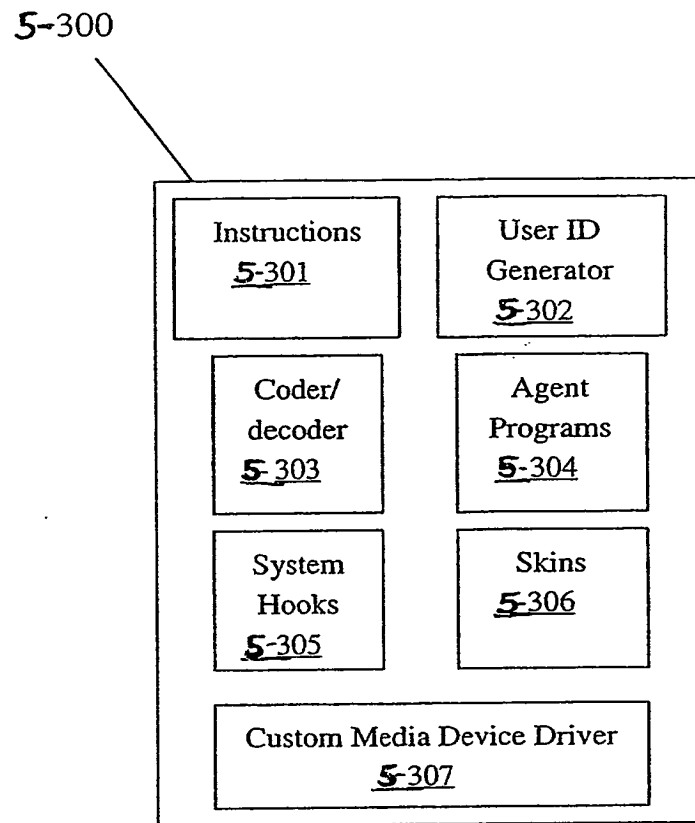 5-300
Instructions
5-301
User ID
Generator
5-302
Coder/
decoder
5-303
Agent
Programs
5-304
System
Hooks
5-305
Skins
5-306
Custom Media Device Driver
5-307